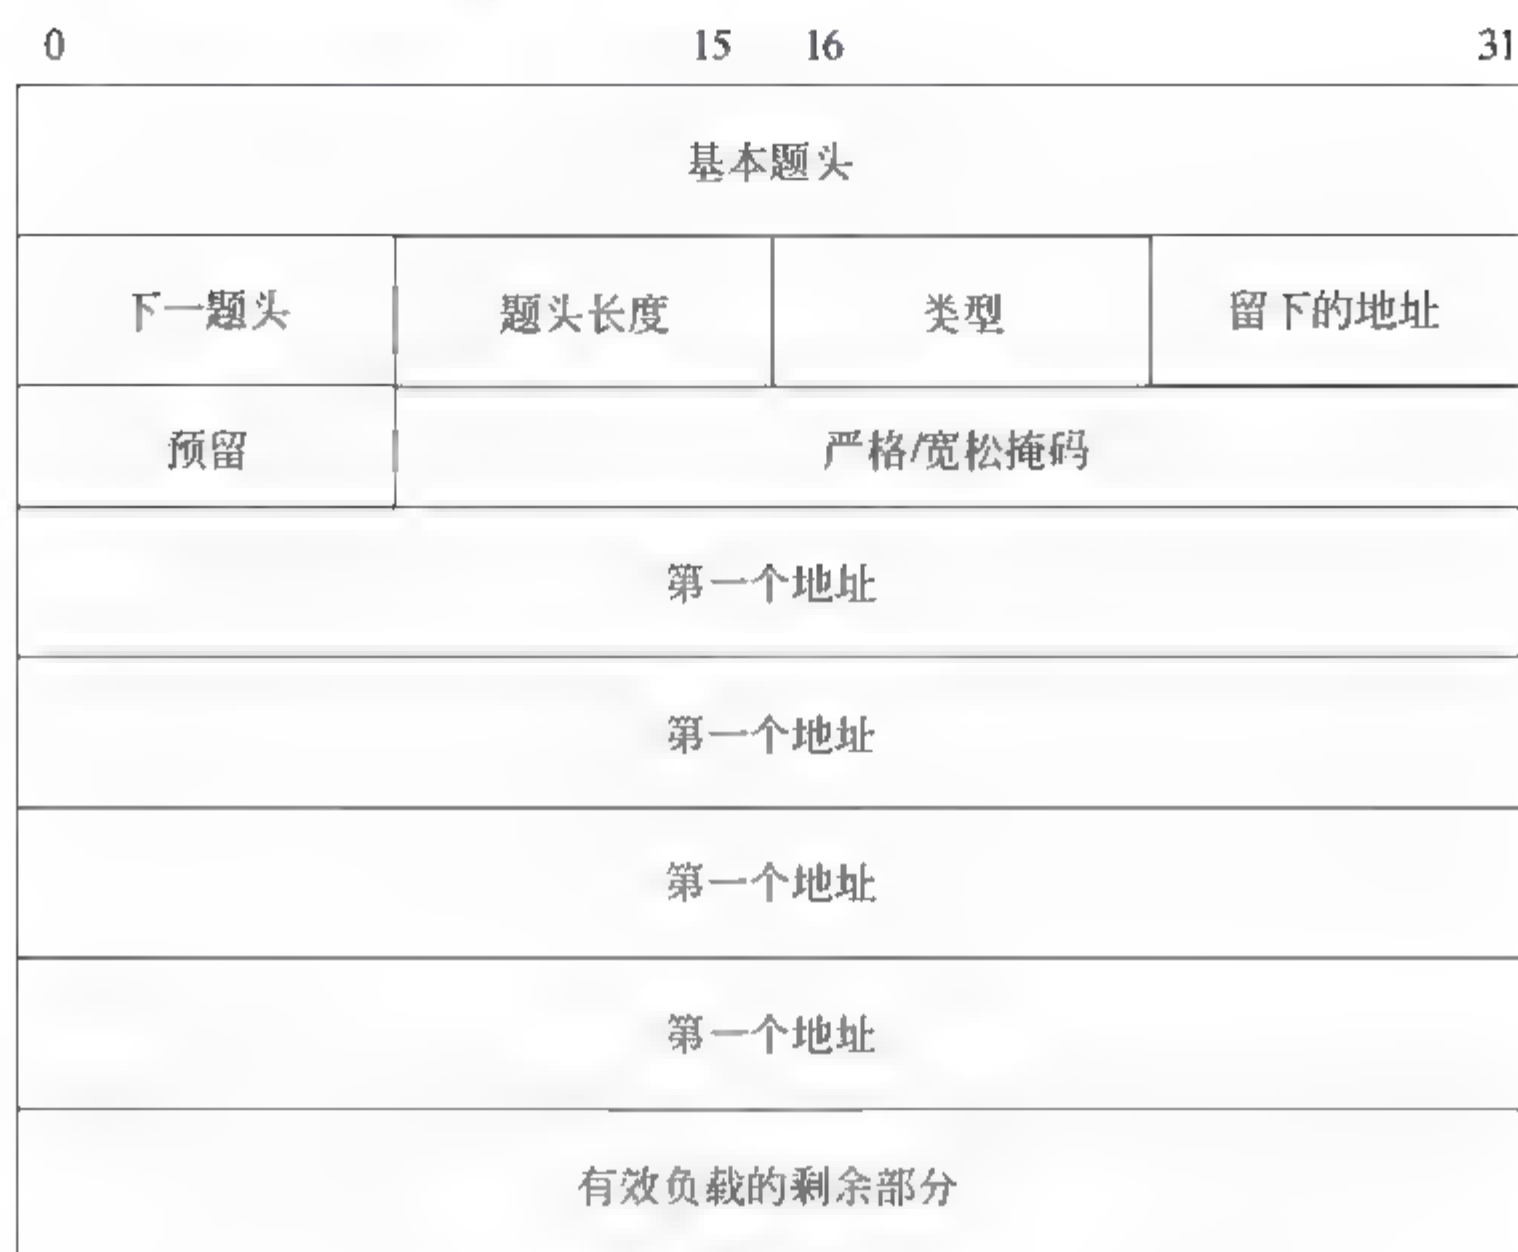 0 15 16 31
基本题头
下一题头 题头长度 类型 留下的地址
预留 严格/宽松掩码
第一个地址
第一个地址
第一个地址
第一个地址
有效负载的剩余部分